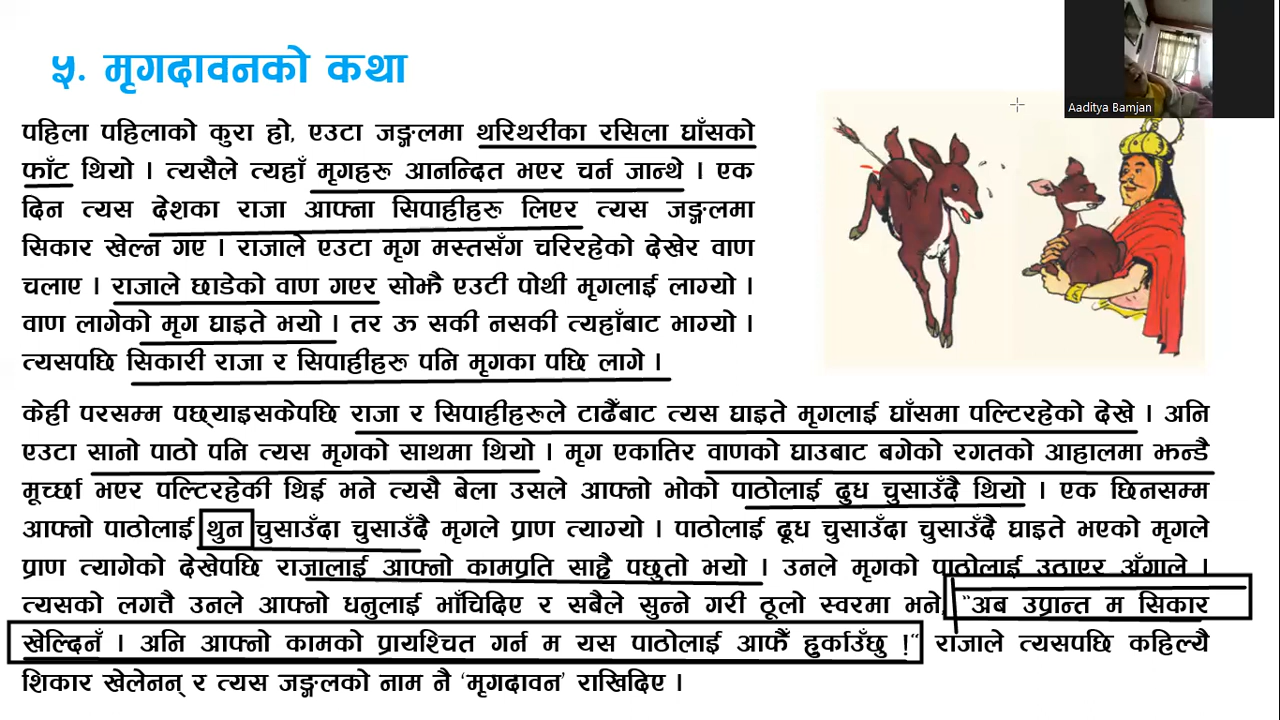 ५. मृगदावनको कथा
Aaditya Bamjan
पहिला पहिलाको कुरा हो, एउटा जङ्गलमा थरिथरीका रसिला घाँसको
फाँट थियो । त्यसैले त्यहाँ मृगहरू आनन्दित भएर चर्न जान्थे । एक
दिन त्यस देशका राजा आफ्ना सिपाहीहरू लिएर त्यस जङ्गलमा
सिकार खेल्न गए । राजाले एउटा मृग मस्तसँग चरिरहेको देखेर वाण
चलाए । राजाले छाडेको वाण गएर सोझै एउटी पोथी मृगलाई लाग्यो ।
वाण लागेको मृग घाइते भयो । तर ऊ सकी नसकी त्यहाँबाट भाग्यो ।
त्यसपछि सिकारी राजा र सिपाहीहरू पनि मृगका पछि लागे ।
केही परसम्म पछ्याइसकेपछि राजा र सिपाहीहरूले टाढैँबाट त्यस घाइते मृगलाई घाँसमा पल्टिरहेको देखे । अनि
एउटा सानो पाठो पनि त्यस मृगको साथमा थियो । मृग एकातिर वाणको घाउबाट बगेको रगतको आहालमा झन्डै
मूर्च्छा भएर पल्टिरहेकी थिई भने त्यसै बेला उसले आफ्नो भोको पाठोलाई दुध चुसाउँदै थियो । एक छिनसम्म
आफ्नो पाठोलाई थुन चुसाउँदा चुसाउँदै मृगले प्राण त्याग्यो । पाठोलाई दूध चुसाउँदा चुसाउँदै घाइते भएको मृगले
प्राण त्यागेको देखेपछि राजालाई आफ्नो कामप्रति साह्रै पछुतो भयो । उनले मृगको पाठोलाई उठाएर अँगाले ।
त्यसको लगत्तै उनले आफ्नो धनुलाई भाँचिदिए र सबैले सुन्ने गरी ठूलो स्वरमा भने, "अब उप्रान्त म सिकार
खेल्दिनँ । अनि आफ्नो कामको प्रायश्चित गर्न म यस पाठोलाई आफैँ हुर्काउँछु !" राजाले त्यसपछि कहिल्यै
शिकार खेलेनन् र त्यस जङ्गलको नाम नै 'मृगदावन' राखिदिए ।